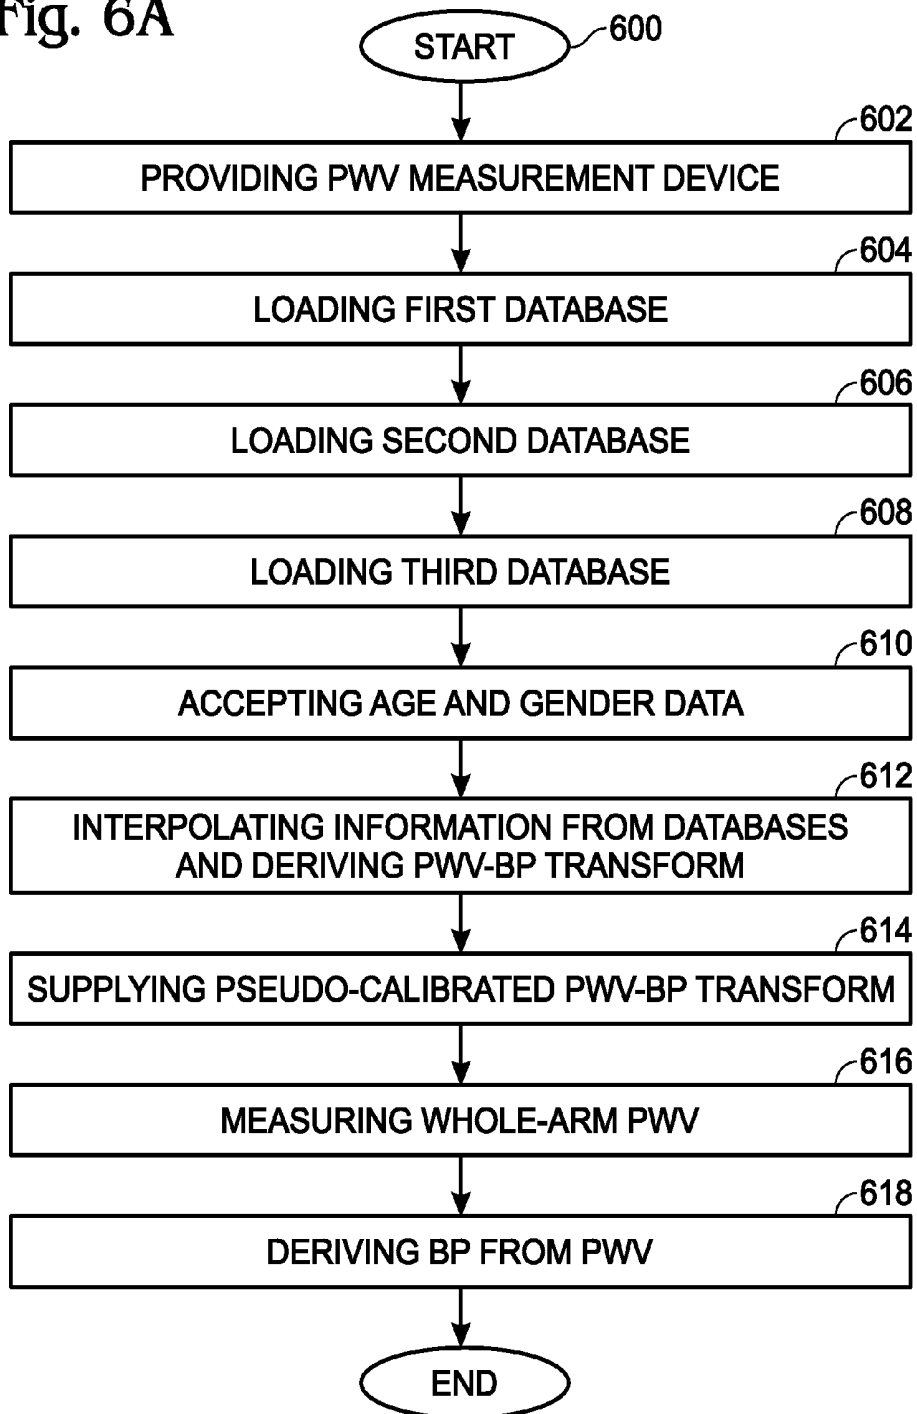 Fig. 6A
START
600
602
PROVIDING PWV MEASUREMENT DEVICE
604
LOADING FIRST DATABASE
606
LOADING SECOND DATABASE
608
LOADING THIRD DATABASE
610
ACCEPTING AGE AND GENDER DATA
612
INTERPOLATING INFORMATION FROM DATABASES
AND DERIVING PWV-BP TRANSFORM
614
SUPPLYING PSEUDO-CALIBRATED PWV-BP TRANSFORM
616
MEASURING WHOLE-ARM PWV
618
DERIVING BP FROM PWV
END